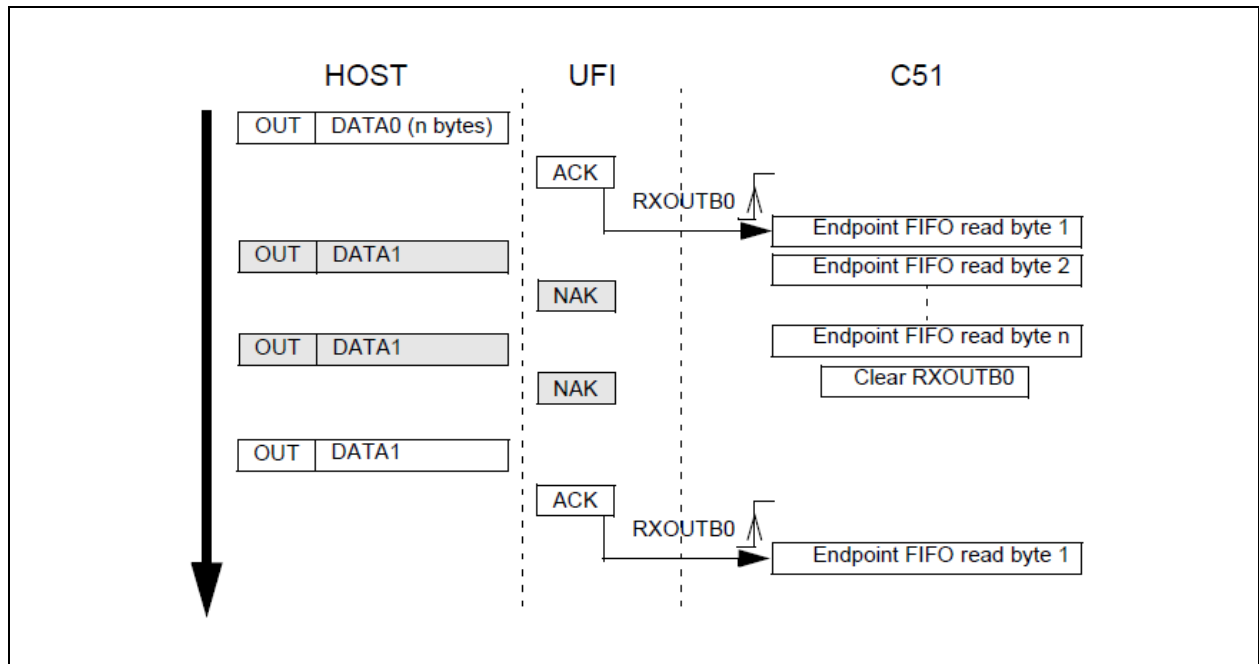 HOST UFI C51
OUT DATA0 (n bytes)
ACK
RXOUTB0
Endpoint FIFO read byte 1
OUT DATA1
Endpoint FIFO read byte 2
NAK
OUT DATA1
Endpoint FIFO read byte n
NAK
Clear RXOUTB0
OUT DATA1
ACK
RXOUTB0
Endpoint FIFO read byte 1